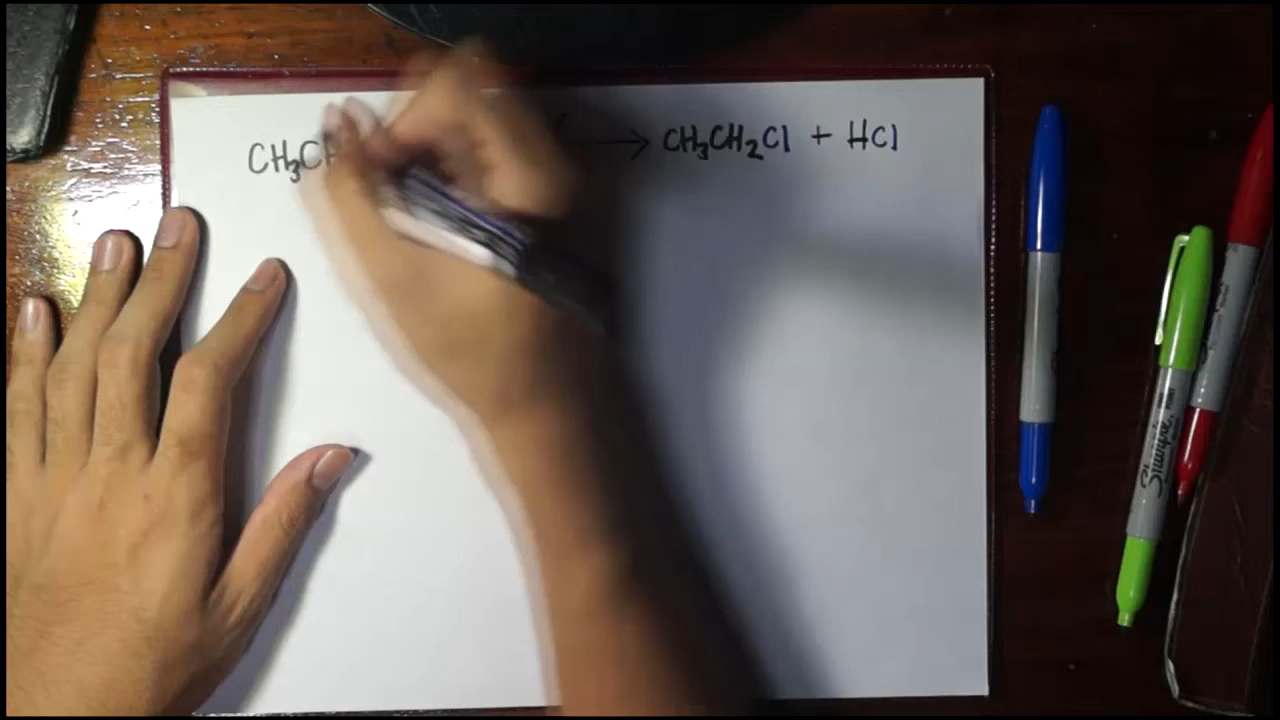 CH₃C → CH₃CH₂Cl + HCl
Sharpie